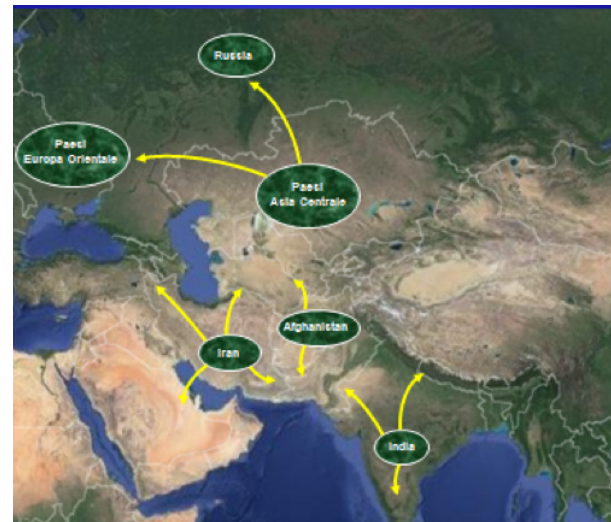 Russia
Paesi
Europa Orientale
Paesi
Asia Centrale
Afghanistan
Iran
India